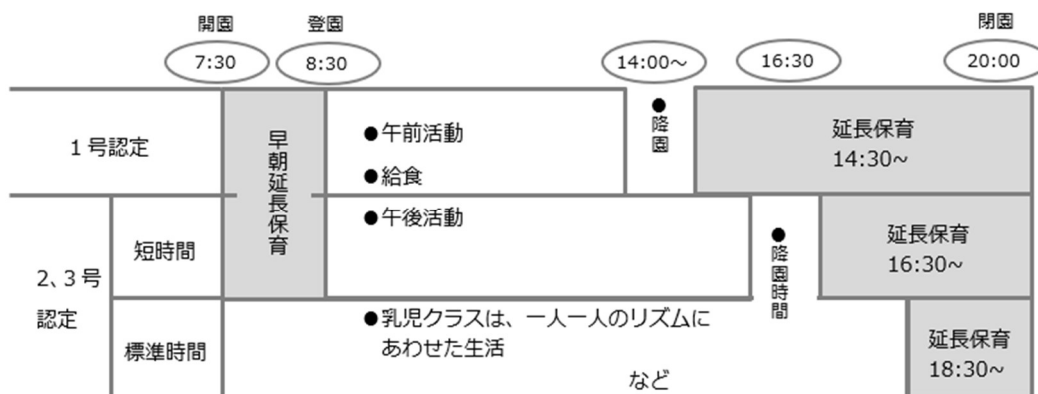 開園
登園
閉園
7:30
8:30
14:00～
16:30
20:00
1号認定
早朝延長保育
●午前活動
●給食
●降園
延長保育
14:30~
2、3号
認定
短時間
●午後活動
●降園時間
延長保育
16:30~
標準時間
●乳児クラスは、一人一人のリズムに
あわせた生活
など
延長保育
18:30~